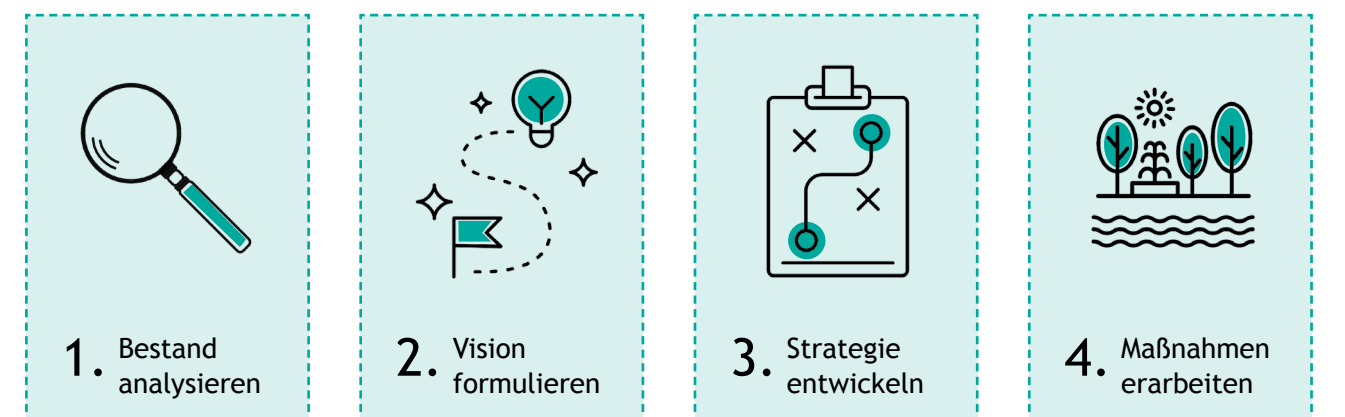 1. Bestand
analysieren
2. Vision
formulieren
3. Strategie
entwickeln
4. Maßnahmen
erarbeiten